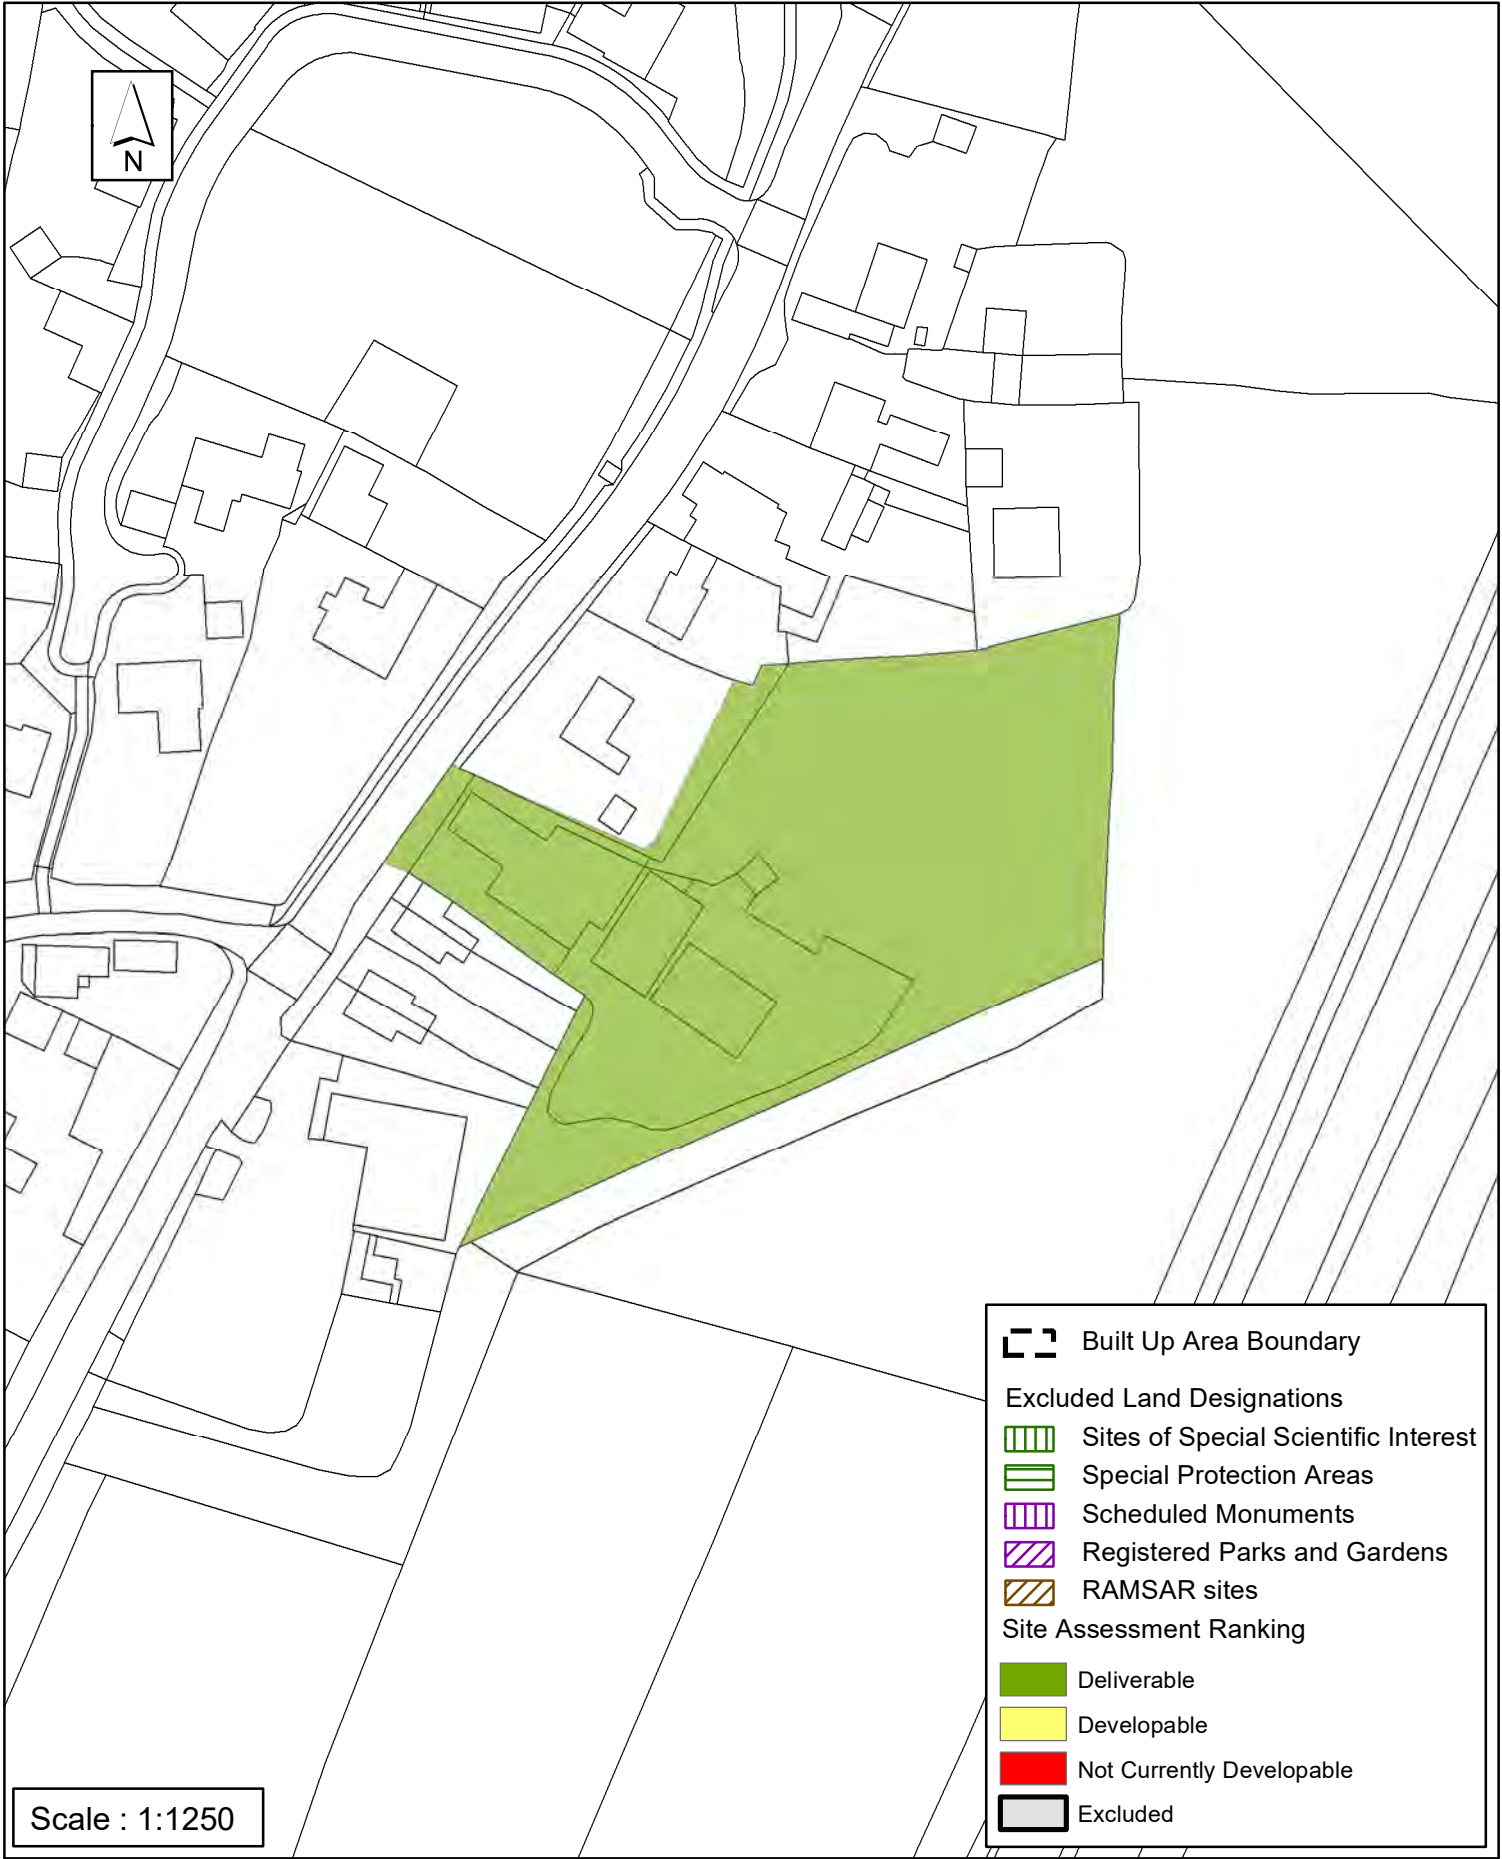 N
Built Up Area Boundary
Excluded Land Designations
Sites of Special Scientific Interest
Special Protection Areas
Scheduled Monuments
Registered Parks and Gardens
RAMSAR sites
Site Assessment Ranking
Deliverable
Developable
Not Currently Developable
Excluded
Scale : 1:1250